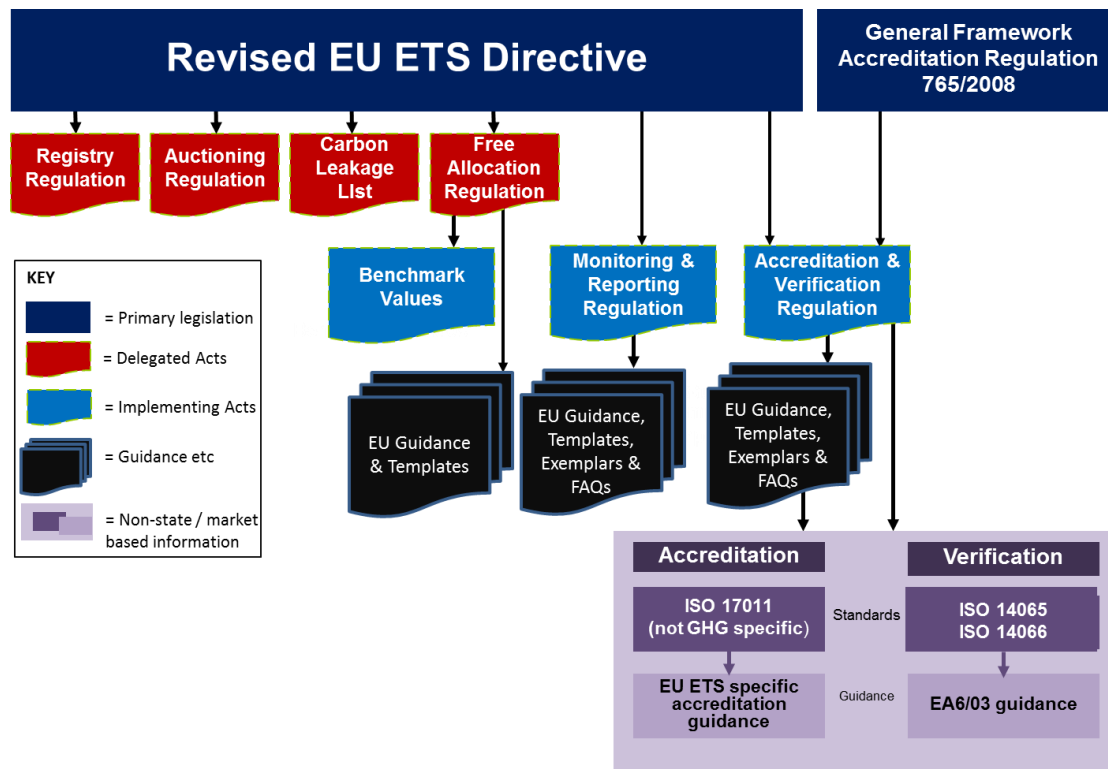 Revised EU ETS Directive
General Framework
Accreditation Regulation
765/2008
Registry
Regulation
Auctioning
Regulation
Carbon
Leakage
LIst
Free
Allocation
Regulation
Benchmark
Values
Monitoring &
Reporting
Regulation
Accreditation &
Verification
Regulation
KEY
= Primary legislation
= Delegated Acts
= Implementing Acts
= Guidance etc
= Non-state / market
based information
EU Guidance
& Templates
EU Guidance,
Templates,
Exemplars &
FAQs
EU Guidance,
Templates,
Exemplars &
FAQs
Accreditation
Verification
ISO 17011
(not GHG specific)
Standards
ISO 14065
ISO 14066
EU ETS specific
accreditation
guidance
Guidance
EA6/03 guidance